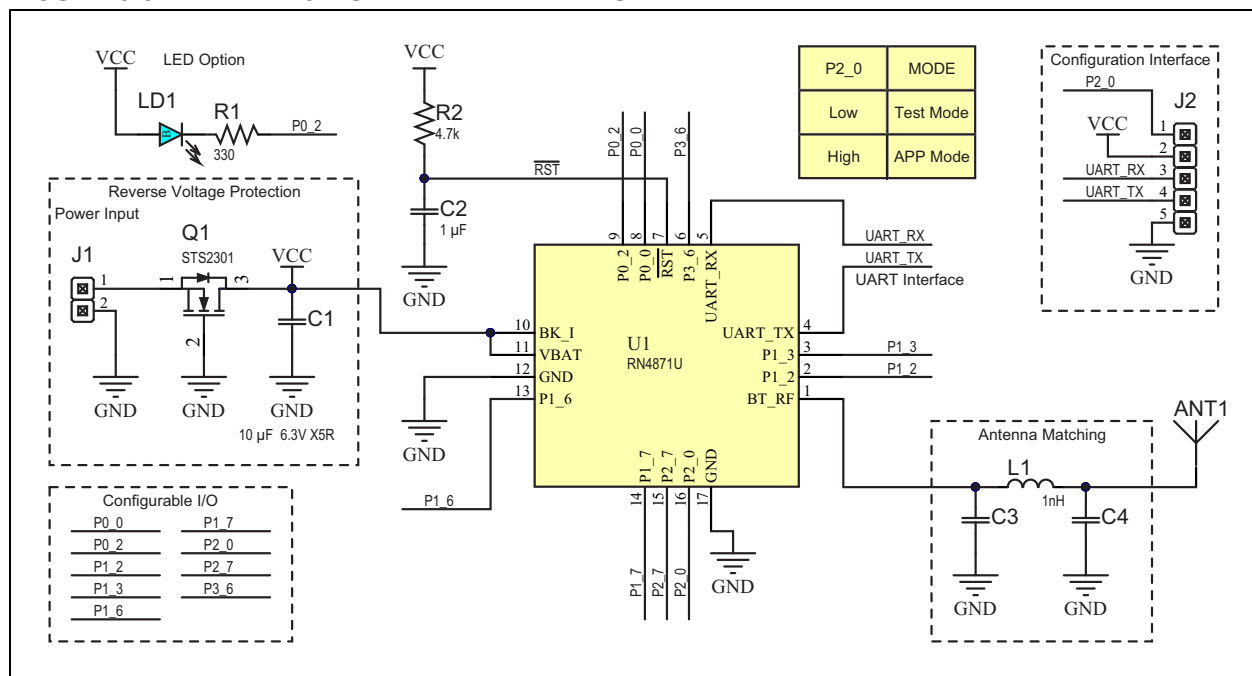 VCC
LED Option
LD1
B
R1
330
P0_2
VCC
R2
4.7k
RST
C2
1 µF
GND
P2_0 MODE
Low Test Mode
High APP Mode
Configuration Interface
P2_0
J2
VCC
1
2
UART_RX 3
UART_TX 4
5
GND
Reverse Voltage Protection
Power Input
J1
1
2
Q1
STS2301
1
3
2
VCC
C1
GND
GND
GND
10 µF 6.3V X5R
P0_2
P0_0
P3_6
9
8
7
6
5
P0_2
P0_0
RST
P3_6
UART_RX
UART_RX
UART_TX
UART Interface
U1
RN4871U
10 BK_I
11 VBAT
12 GND
13 P1_6
UART_TX 4
P1_3 3
P1_2 2
BT_RF 1
P1_3
P1_2
GND
P1_6
P1_7
P2_7
P2_0
GND
14
15
16
17
P1_7
P2_7
P2_0
GND
Antenna Matching
ANT1
L1
1nH
C3
C4
GND
GND
Configurable I/O
P0_0 P1_7
P0_2 P2_0
P1_2 P2_7
P1_3 P3_6
P1_6